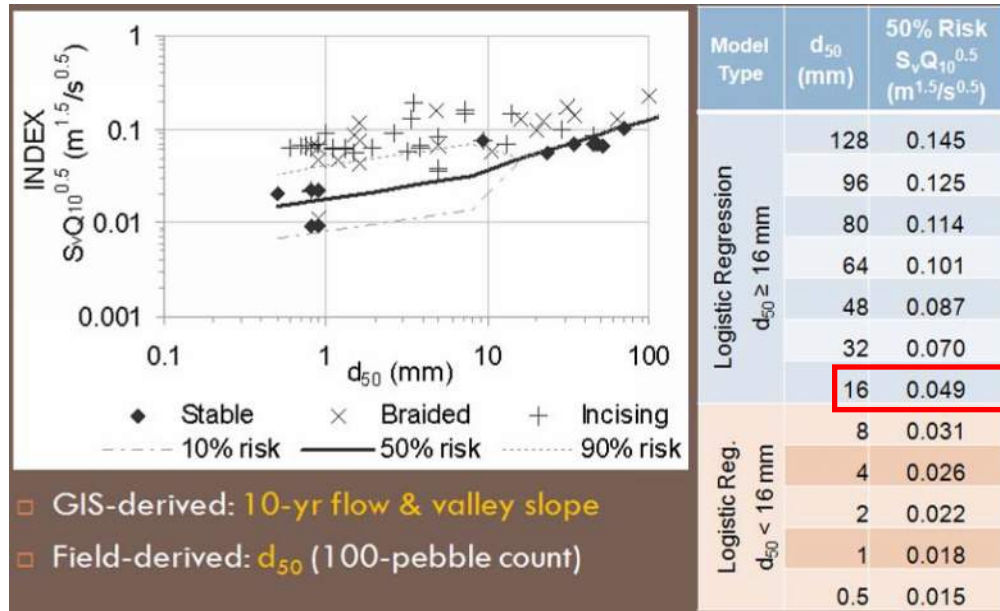 INDEX
SᵥQ₁₀^0.5 (m^1.5/s^0.5)
1
0.1
0.01
0.001
0.1 1 10 100
d₅₀ (mm)
◆ Stable × Braided + Incising
10% risk 50% risk 90% risk
GIS-derived: 10-yr flow & valley slope
Field-derived: d₅₀ (100-pebble count)
Model Type d₅₀ (mm) 50% Risk SᵥQ₁₀^0.5 (m^1.5/s^0.5)
Logistic Regression
d₅₀ ≥ 16 mm
128 0.145
96 0.125
80 0.114
64 0.101
48 0.087
32 0.070
16 0.049
Logistic Reg.
d₅₀ < 16 mm
8 0.031
4 0.026
2 0.022
1 0.018
0.5 0.015